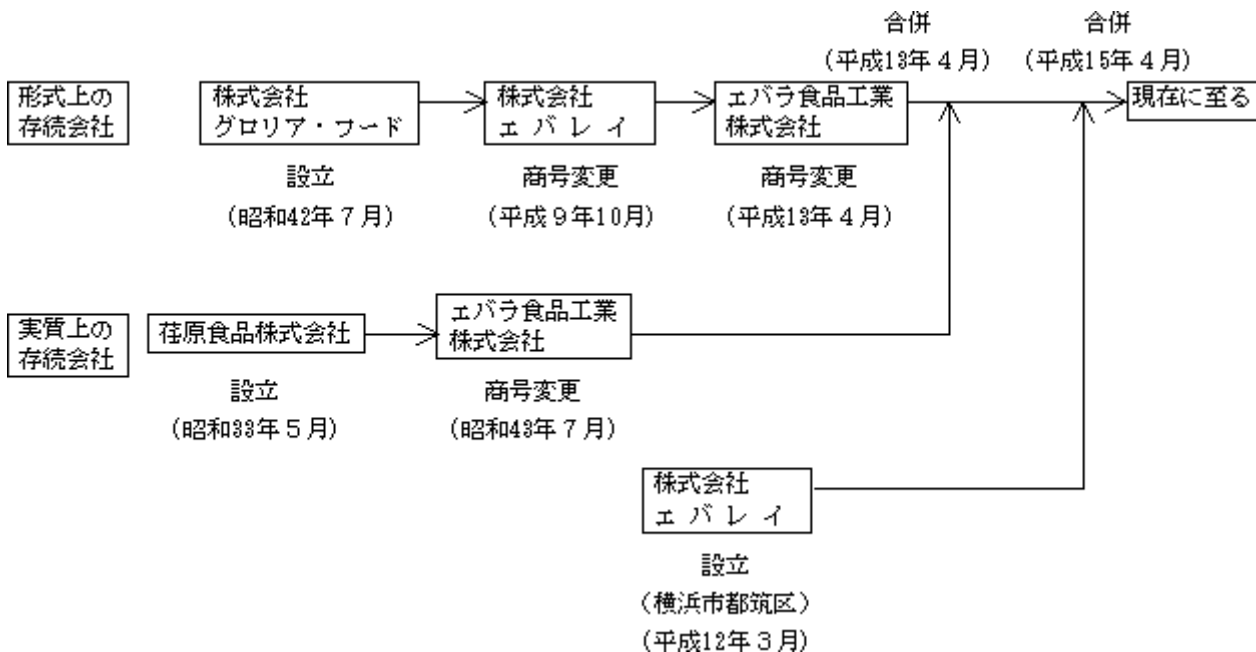 合併
(平成13年4月)
合併
(平成15年4月)
形式上の
存続会社
株式会社
グロリア・フード
設立
(昭和42年7月)
株式会社
エ バ レ イ
商号変更
(平成9年10月)
エバラ食品工業
株式会社
商号変更
(平成13年4月)
現在に至る
実質上の
存続会社
荏原食品株式会社
設立
(昭和33年5月)
エバラ食品工業
株式会社
商号変更
(昭和43年7月)
株式会社
エ バ レ イ
設立
(横浜市都筑区)
(平成12年3月)